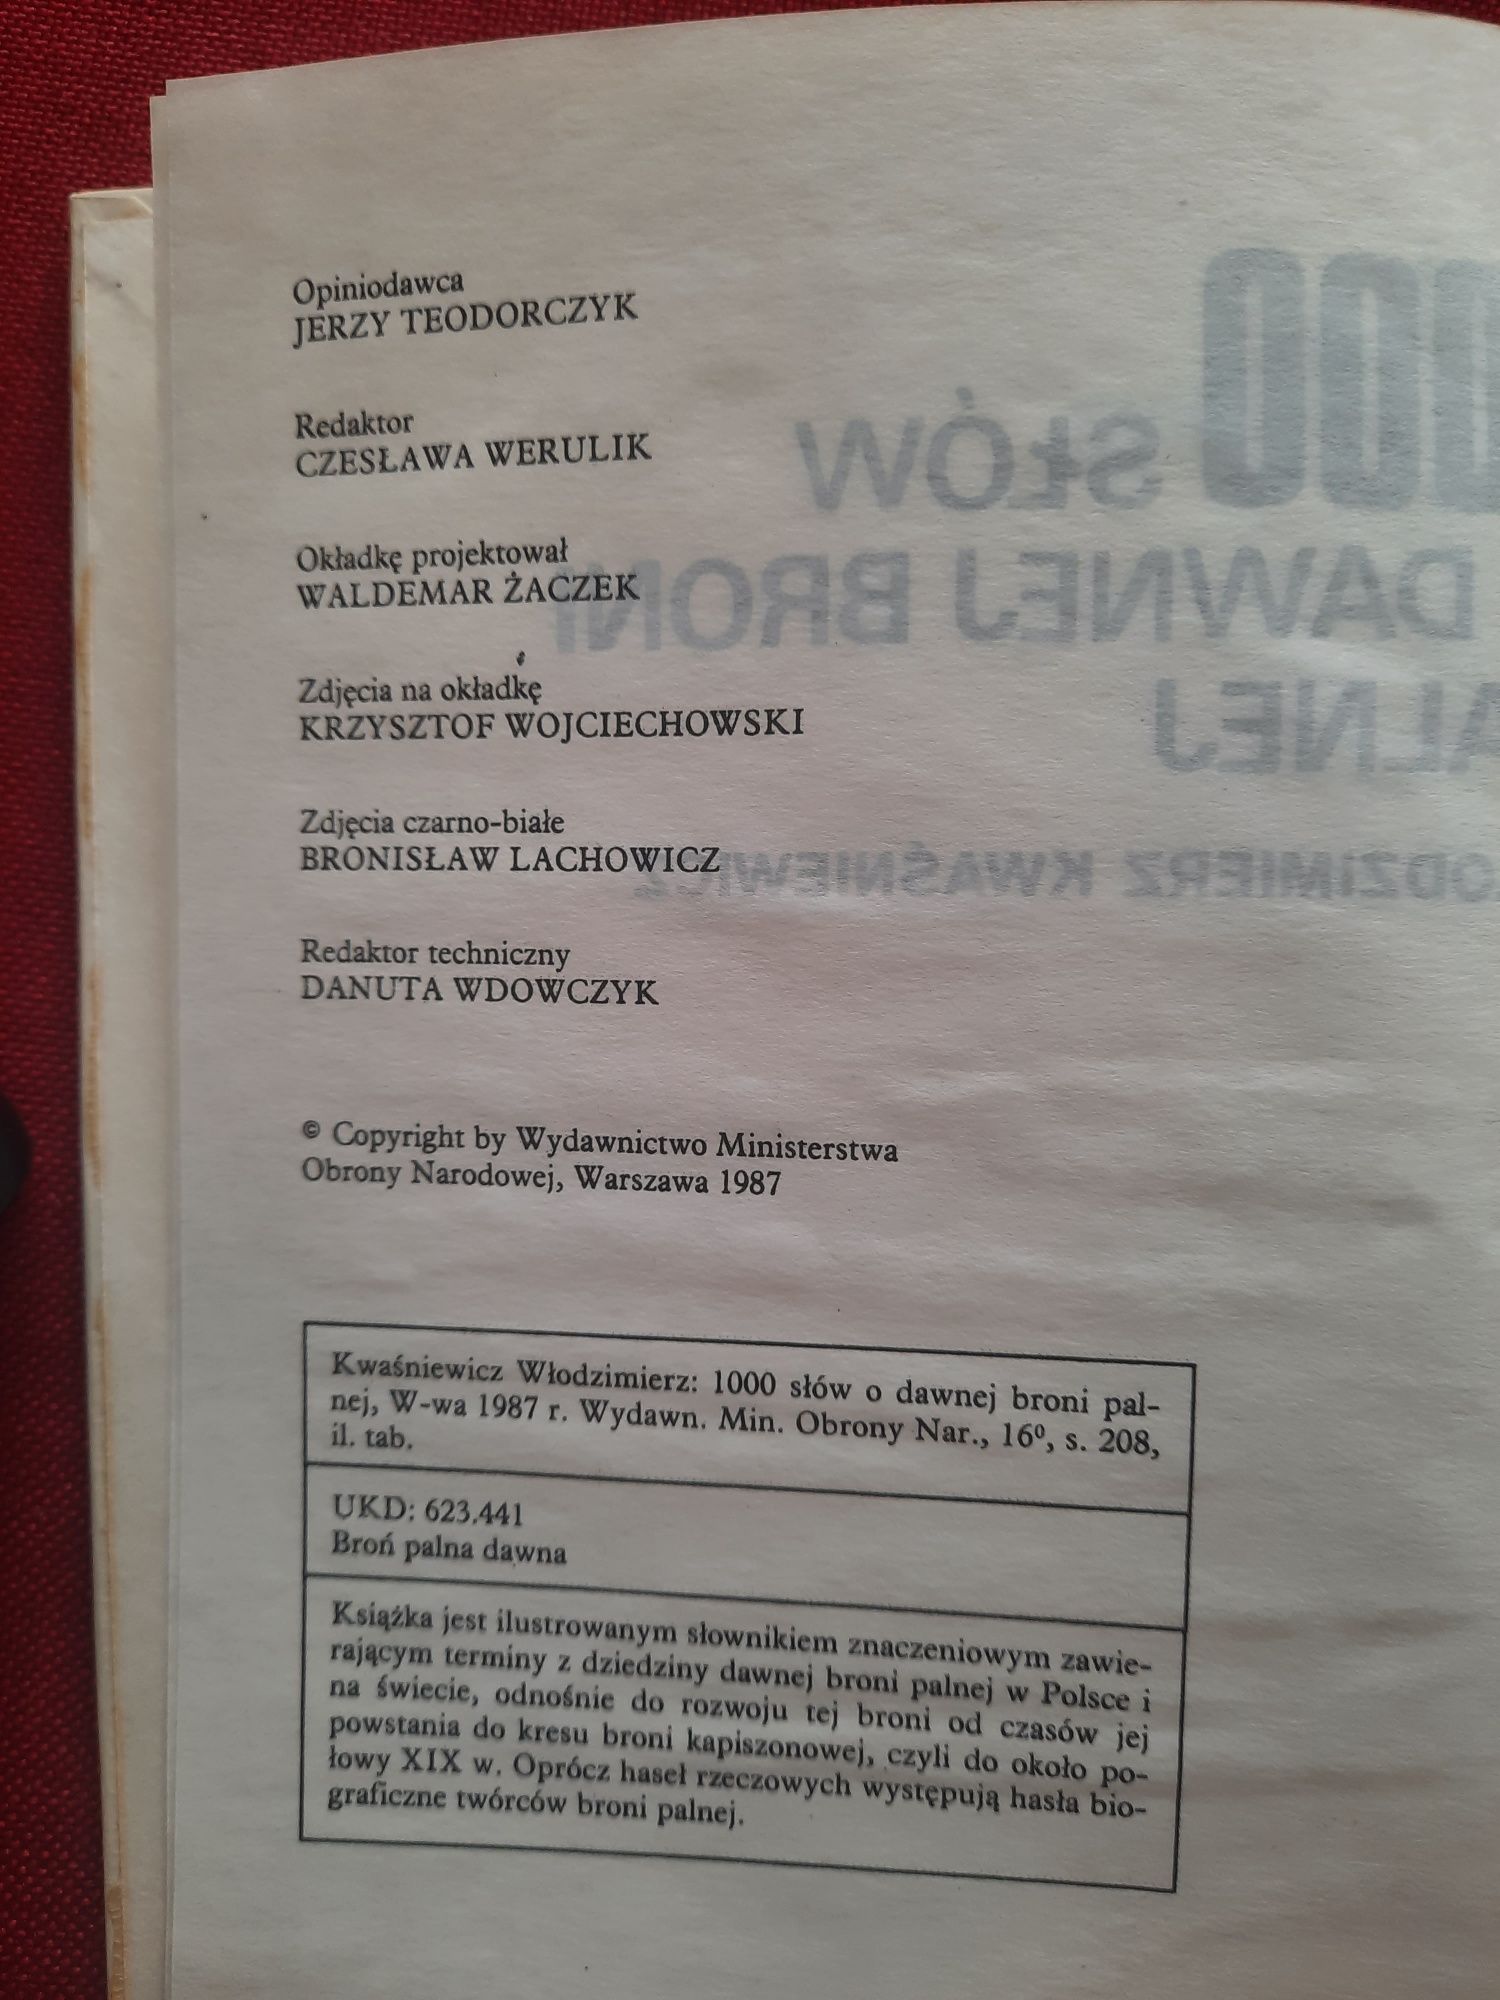 Opiniodawca
JERZY TEODORCZYK
Redaktor
CZESŁAWA WERULIK
Okładkę projektował
WALDEMAR ŻACZEK
Zdjęcia na okładkę
KRZYSZTOF WOJCIECHOWSKI
Zdjęcia czarno-białe
BRONISŁAW LACHOWICZ
Redaktor techniczny
DANUTA WDOWCZYK
© Copyright by Wydawnictwo Ministerstwa
Obrony Narodowej, Warszawa 1987
Kwaśniewicz Włodzimierz: 1000 słów o dawnej broni pal-
nej, W-wa 1987 r. Wydawn. Min. Obrony Nar., 16⁰, s. 208,
il. tab.
UKD: 623.441
Broń palna dawna
Książka jest ilustrowanym słownikiem znaczeniowym zawie-
rającym terminy z dziedziny dawnej broni palnej w Polsce i
na świecie, odnośnie do rozwoju tej broni od czasów jej
powstania do kresu broni kapiszonowej, czyli do około po-
łowy XIX w. Oprócz haseł rzeczowych występują hasła bio-
graficzne twórców broni palnej.